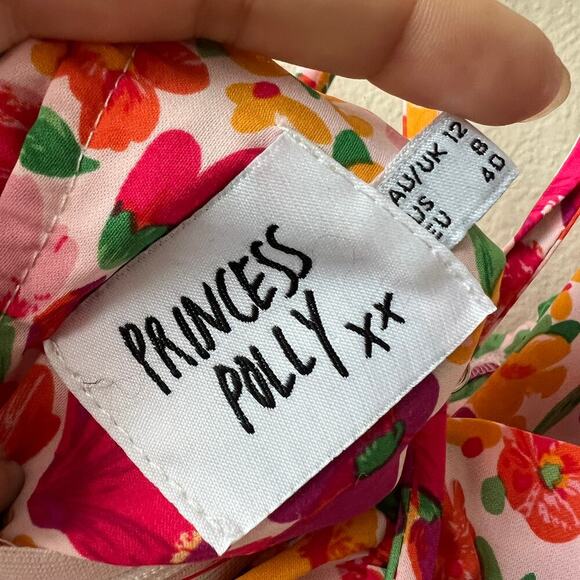 PRINCESS
POLLY xx
AU/UK 12
US 8
EU 40